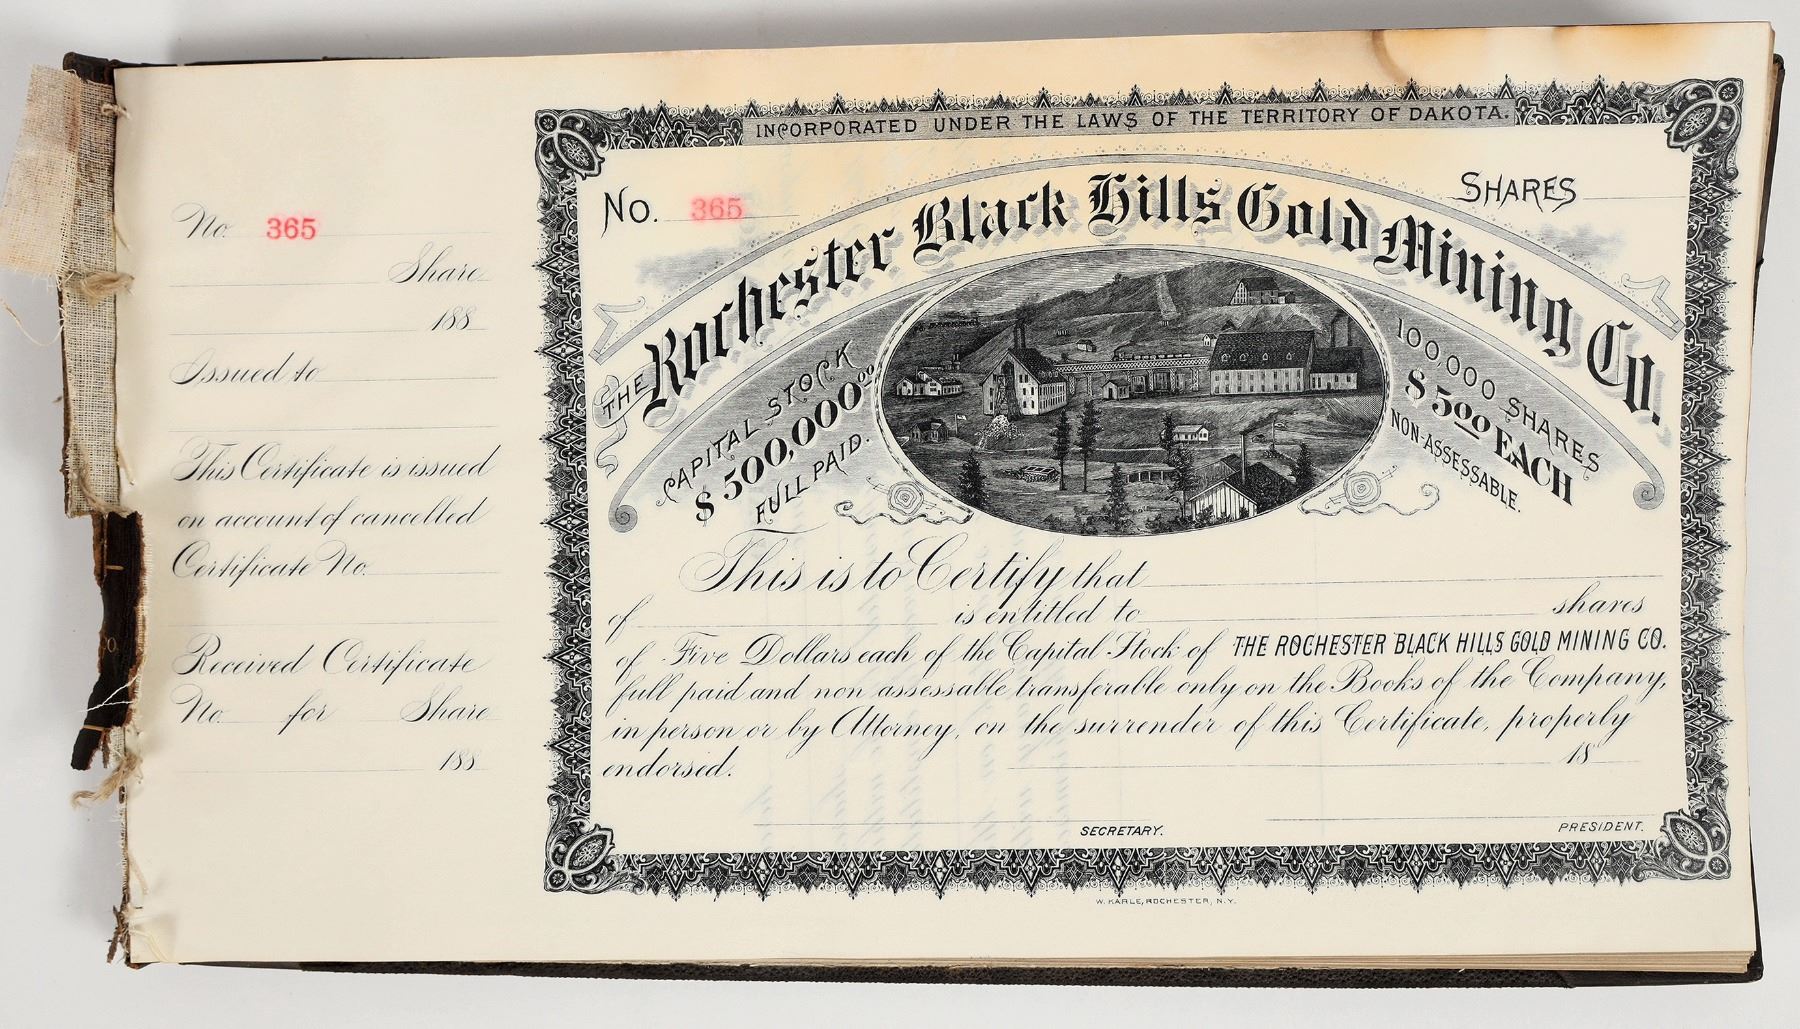 No. 365
Share
188
Issued to
This Certificate is issued
on account of cancelled
Certificate No.
Received Certificate
No. for Share
188
INCORPORATED UNDER THE LAWS OF THE TERRITORY OF DAKOTA.
No. 365
SHARES
THE Rochester Black Hills Gold Mining Co.
CAPITAL STOCK
$500,000.00
FULL PAID.
100,000 SHARES
$5.00 EACH
NON-ASSESSABLE.
This is to Certify that
of is entitled to shares
of Five Dollars each of the Capital Stock of THE ROCHESTER BLACK HILLS GOLD MINING CO.
full paid and non assessable transferable only on the Books of the Company,
in person or by Attorney, on the surrender of this Certificate, properly
endorsed. 18
SECRETARY. PRESIDENT.
W. KARLE, ROCHESTER, N.Y.